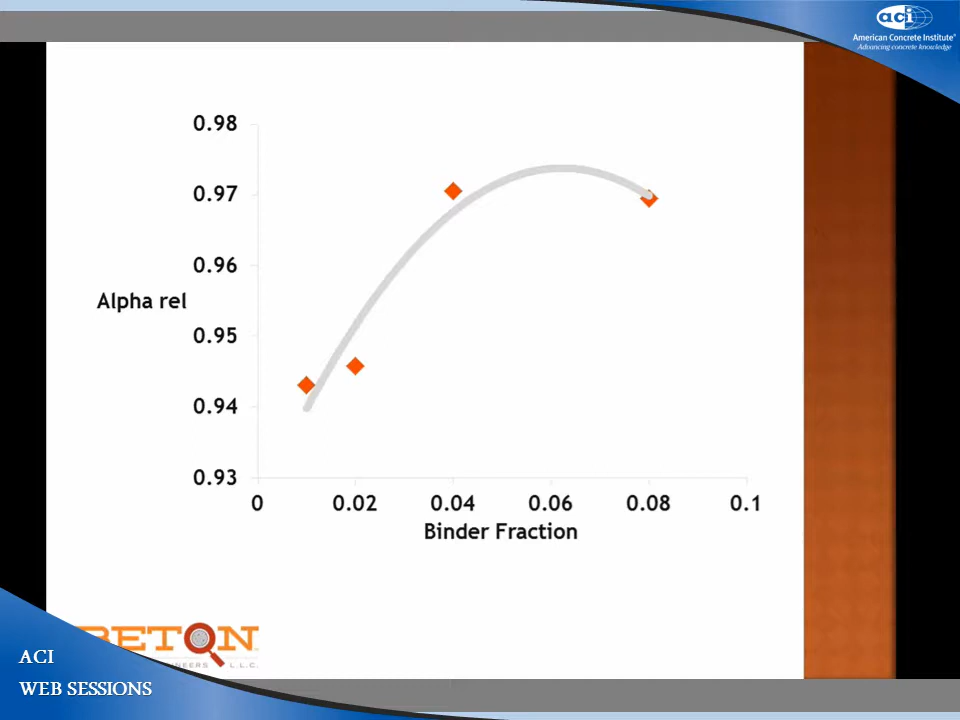 aci
American Concrete Institute®
Advancing concrete knowledge
0.98
0.97
0.96
Alpha rel
0.95
0.94
0.93
0 0.02 0.04 0.06 0.08 0.1
Binder Fraction
BETON
L.L.C.
ACI
WEB SESSIONS